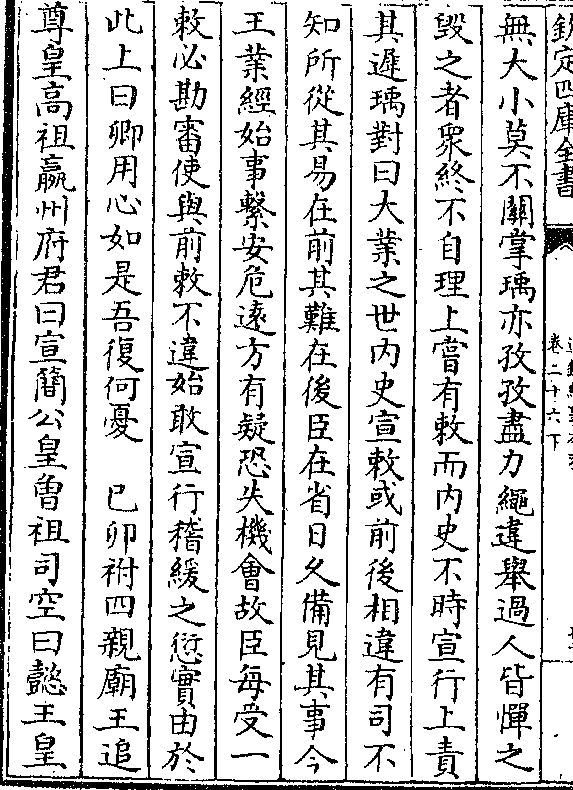 欽定四庫全書
卷二十六下
無大小莫不關掌瑀亦孜孜盡力繩違舉過人皆憚之
毀之者衆終不自理上嘗有敕而内史不時宣行上責
其遲瑀對曰大業之世内史宣敕或前後相違有司不
知所從其易在前其難在後臣在省日久備見其事今
王業經始事繫安危遠方有疑恐失機會故臣每受一
敕必勘審使與前敕不違始敢宣行稽緩之愆實由於
此上曰卿用心如是吾復何憂　已卯祔四親廟主追
尊皇高祖嬴州府君曰宣簡公皇曽祖司空曰懿王皇